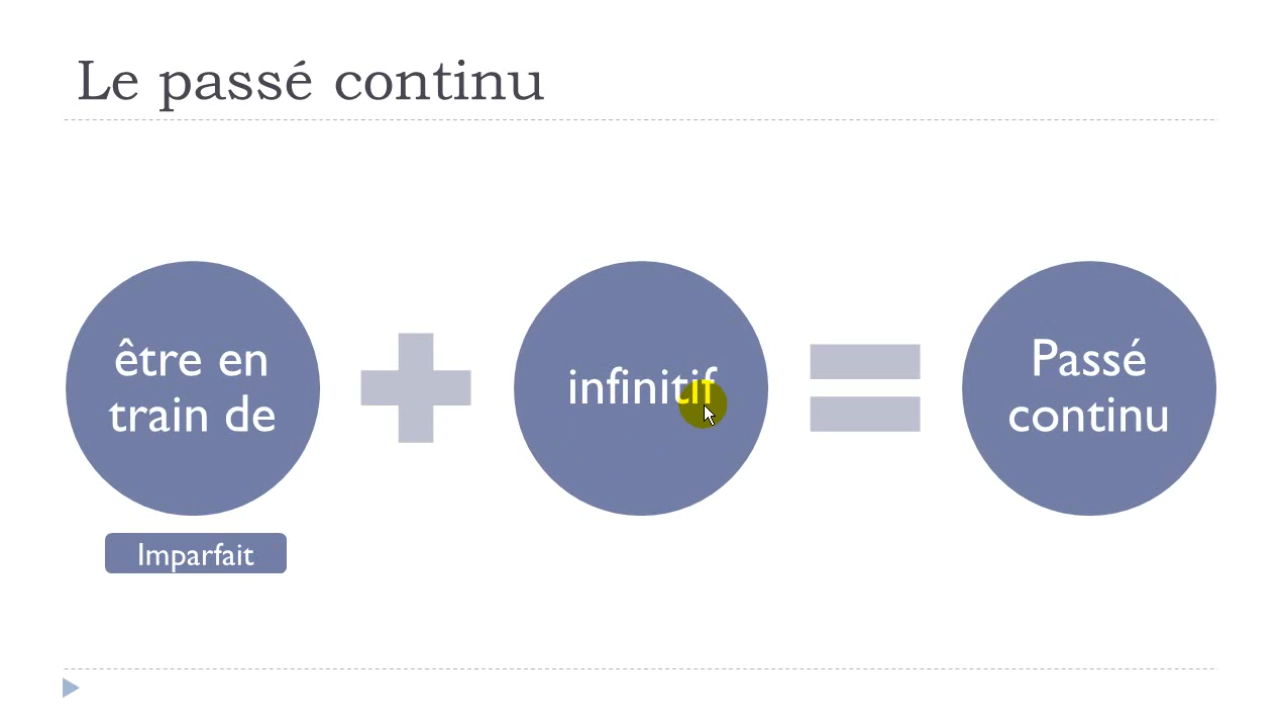 Le passé continu
être en
train de
infinitif
Passé
continu
Imparfait